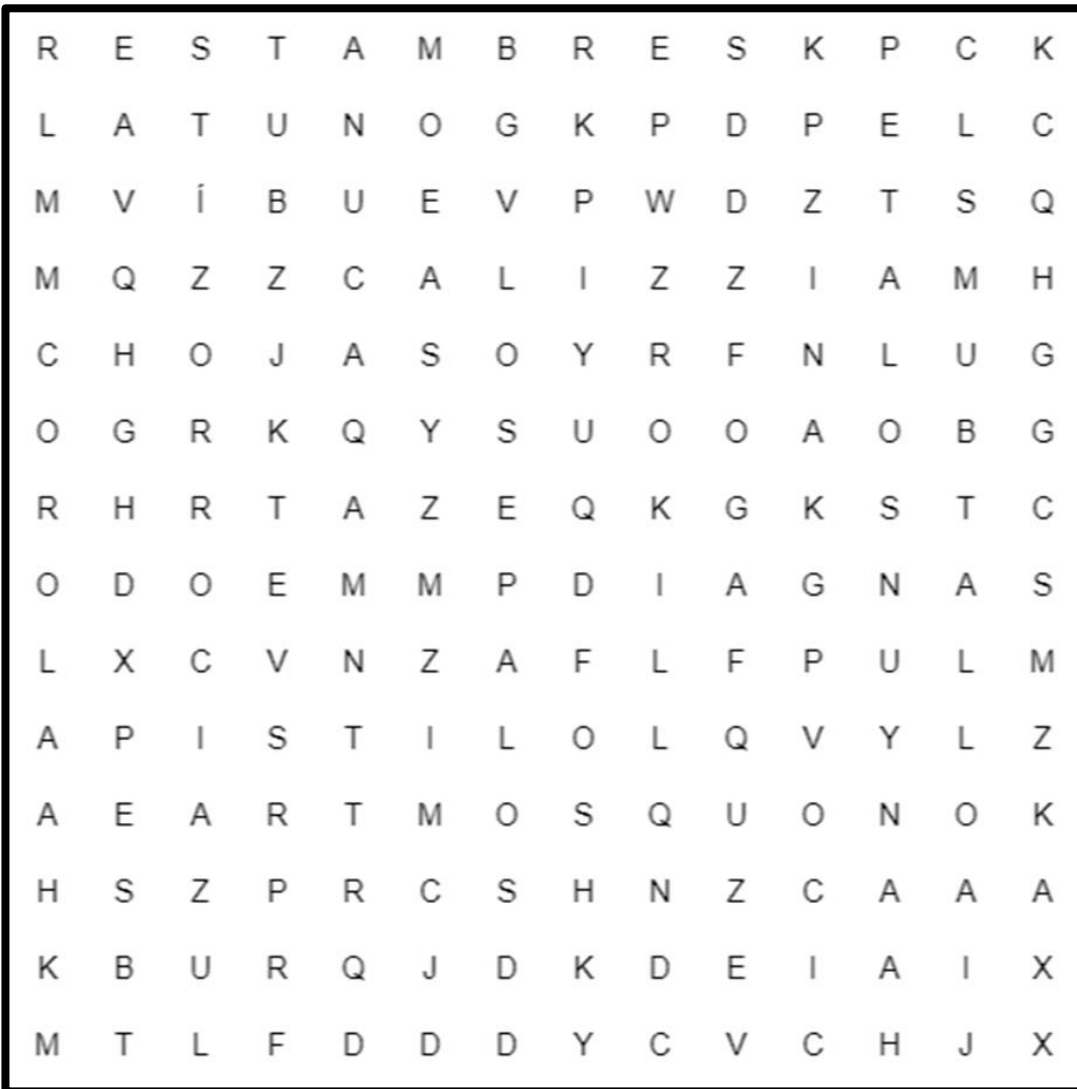 R E S T A M B R E S K P C K
L A T U N O G K P D P E L C
M V Í B U E V P W D Z T S Q
M Q Z Z C A L I Z Z I A M H
C H O J A S O Y R F N L U G
O G R K Q Y S U O O A O B G
R H R T A Z E Q K G K S T C
O D O E M M P D I A G N A S
L X C V N Z A F L F P U L M
A P I S T I L O L Q V Y L Z
A E A R T M O S Q U O N O K
H S Z P R C S H N Z C A A A
K B U R Q J D K D E I A I X
M T L F D D D Y C V C H J X